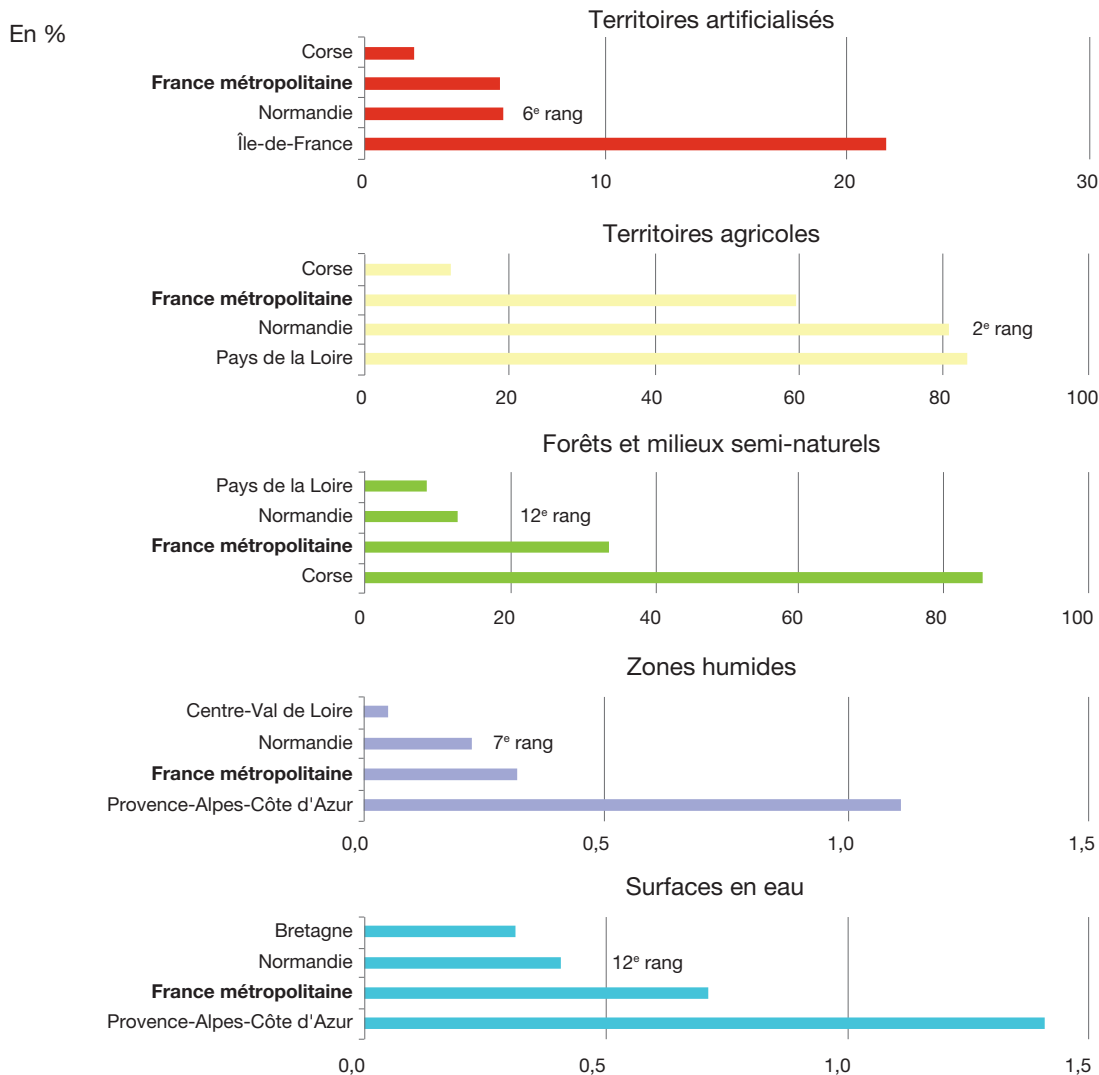 En %
Territoires artificialisés
Corse
France métropolitaine
Normandie 6e rang
Île-de-France
0 10 20 30
Territoires agricoles
Corse
France métropolitaine
Normandie 2e rang
Pays de la Loire
0 20 40 60 80 100
Forêts et milieux semi-naturels
Pays de la Loire
Normandie 12e rang
France métropolitaine
Corse
0 20 40 60 80 100
Zones humides
Centre-Val de Loire
Normandie 7e rang
France métropolitaine
Provence-Alpes-Côte d'Azur
0,0 0,5 1,0 1,5
Surfaces en eau
Bretagne
Normandie 12e rang
France métropolitaine
Provence-Alpes-Côte d'Azur
0,0 0,5 1,0 1,5